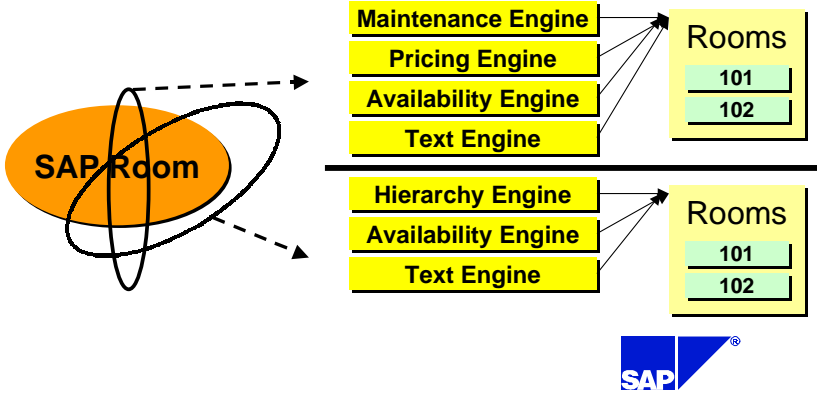 Maintenance Engine
Pricing Engine
Availability Engine
Text Engine
Rooms
101
102
SAP Room
Hierarchy Engine
Availability Engine
Text Engine
Rooms
101
102
SAP®